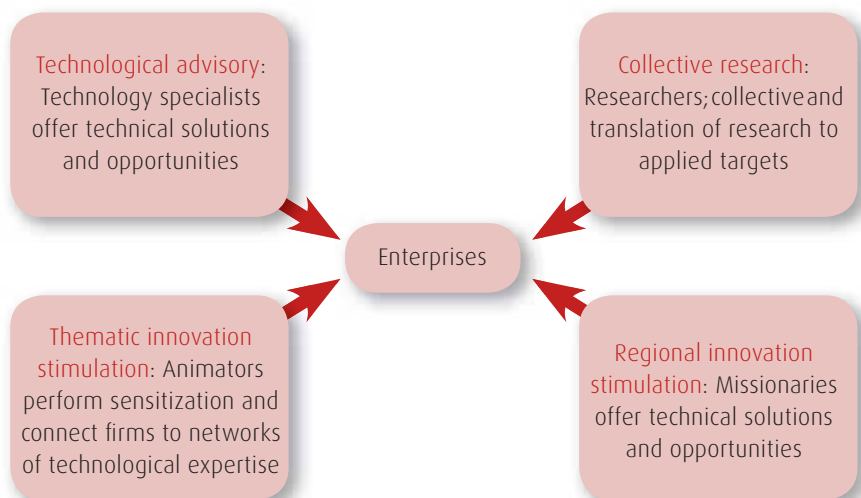 Technological advisory:
Technology specialists
offer technical solutions
and opportunities
Collective research:
Researchers; collective and
translation of research to
applied targets
Enterprises
Thematic innovation
stimulation: Animators
perform sensitization and
connect firms to networks
of technological expertise
Regional innovation
stimulation: Missionaries
offer technical solutions
and opportunities